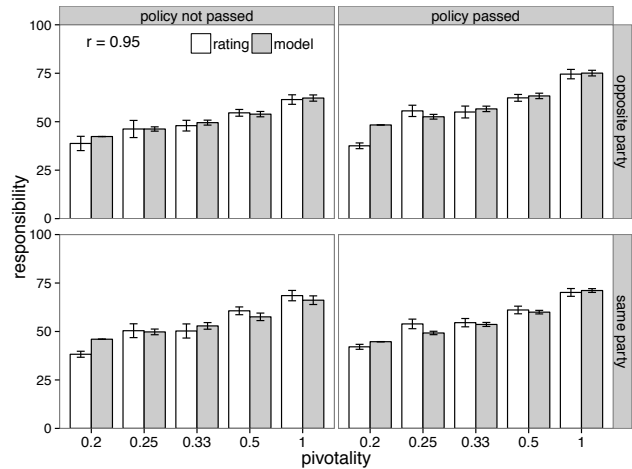 policy not passed
policy passed
100
75
50
25
0
r = 0.95
rating
model
opposite party
100
75
50
25
0
same party
responsibility
0.2 0.25 0.33 0.5 1
0.2 0.25 0.33 0.5 1
pivotality